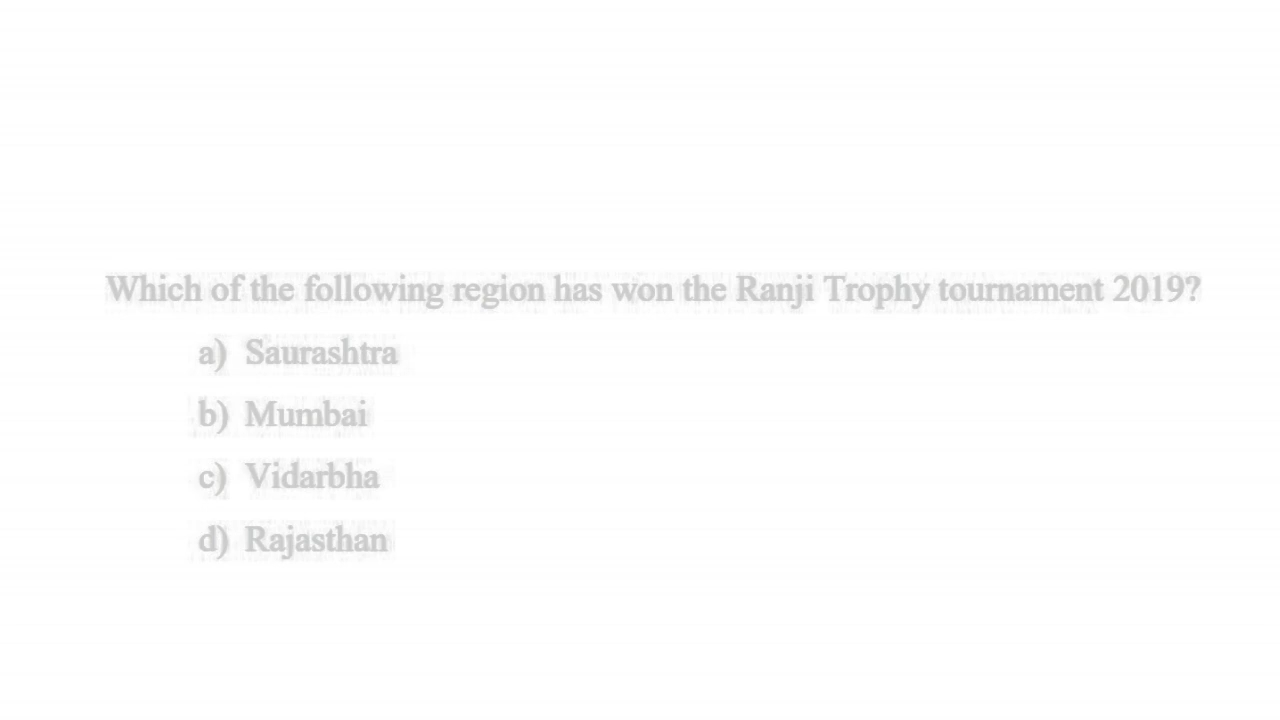 Which of the following region has won the Ranji Trophy tournament 2019?
a) Saurashtra
b) Mumbai
c) Vidarbha
d) Rajasthan